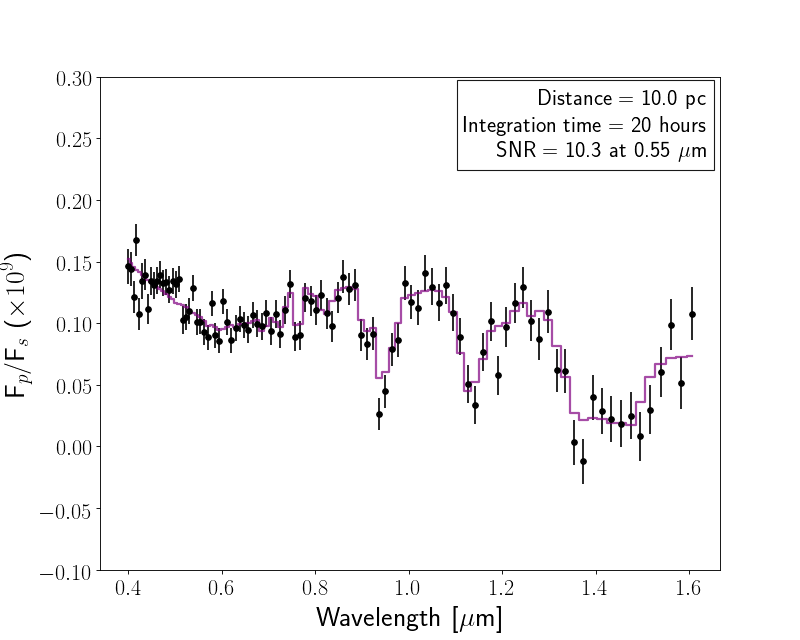 Distance = 10.0 pc
Integration time = 20 hours
SNR = 10.3 at 0.55 μm
0.30
0.25
0.20
0.15
0.10
0.05
0.00
−0.05
−0.10
F_p/F_s (×10^9)
0.4 0.6 0.8 1.0 1.2 1.4 1.6
Wavelength [μm]